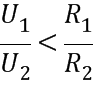 U₁/U₂ < R₁/R₂